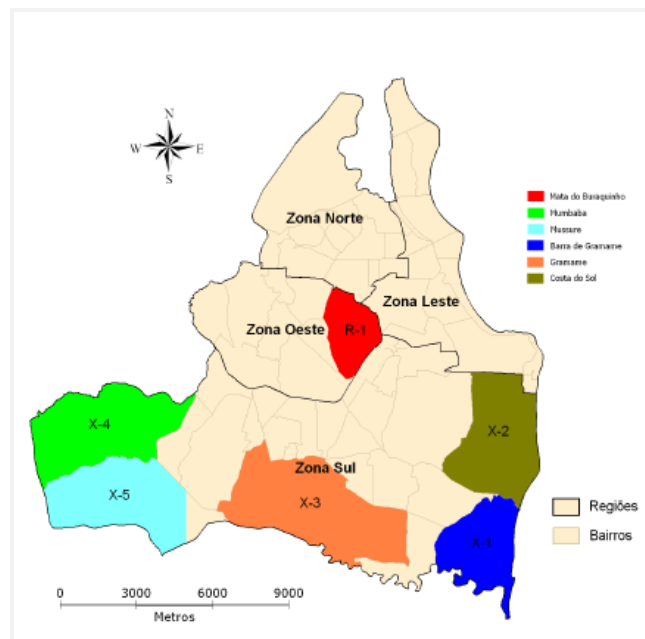 N
W E
S
Zona Norte
Mata do Buraquinho
Mumbaba
Mussure
Barra de Gramame
Gramame
Costa do Sol
Zona Leste
Zona Oeste
R-1
X-4
X-2
Zona Sul
X-5
X-3
X-1
Regiões
Bairros
0 3000 6000 9000
Metros